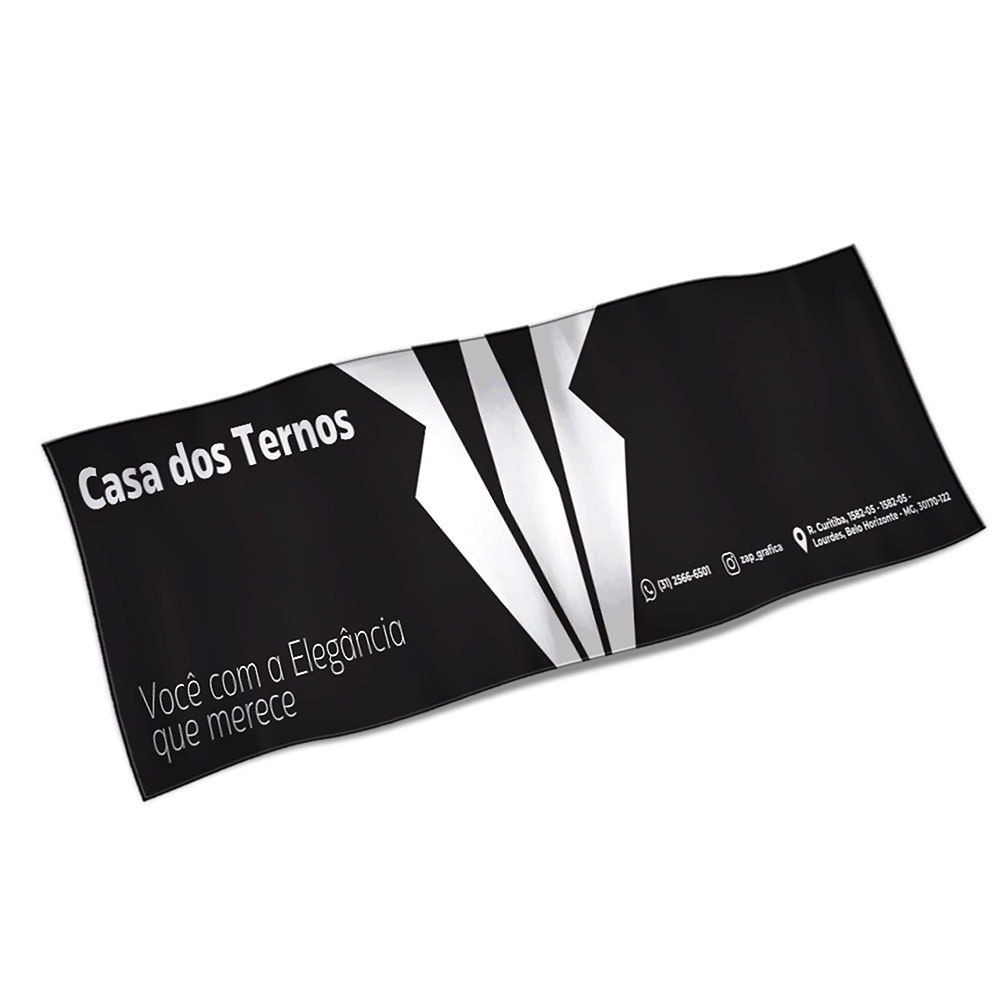 Casa dos Ternos
Você com a Elegância
que merece
(31) 2566-6501
zap_grafica
R. Curitiba, 1582-05 - 1582-05 -
Lourdes, Belo Horizonte - MG, 30170-122